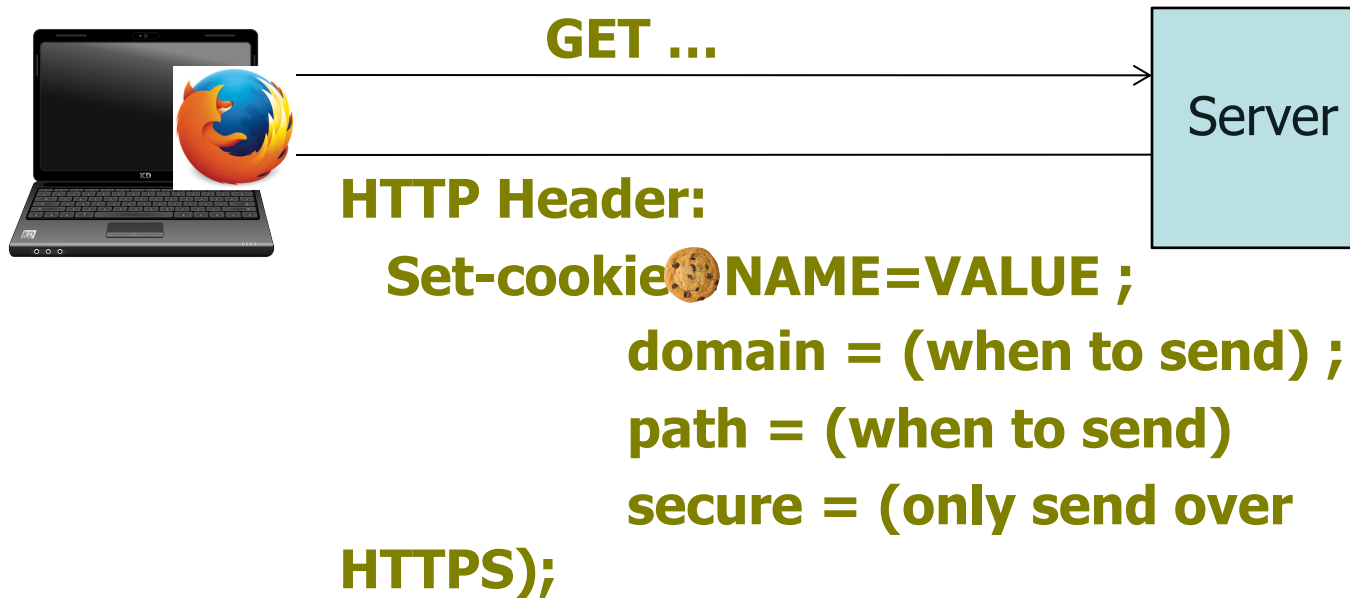 GET ...
Server
KD
HTTP Header:
Set-cookie NAME=VALUE ;
domain = (when to send) ;
path = (when to send)
secure = (only send over
HTTPS);